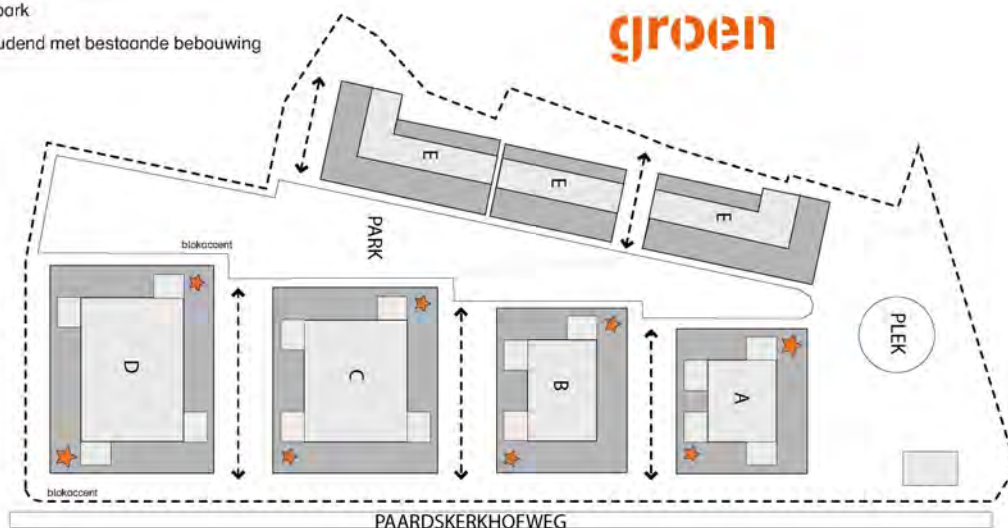 park
udend met bestaande bebouwing
groen
E
E
E
PARK
blokaccent
PLEK
D
C
B
A
blokaccent
PAARDSKERKHOFWEG